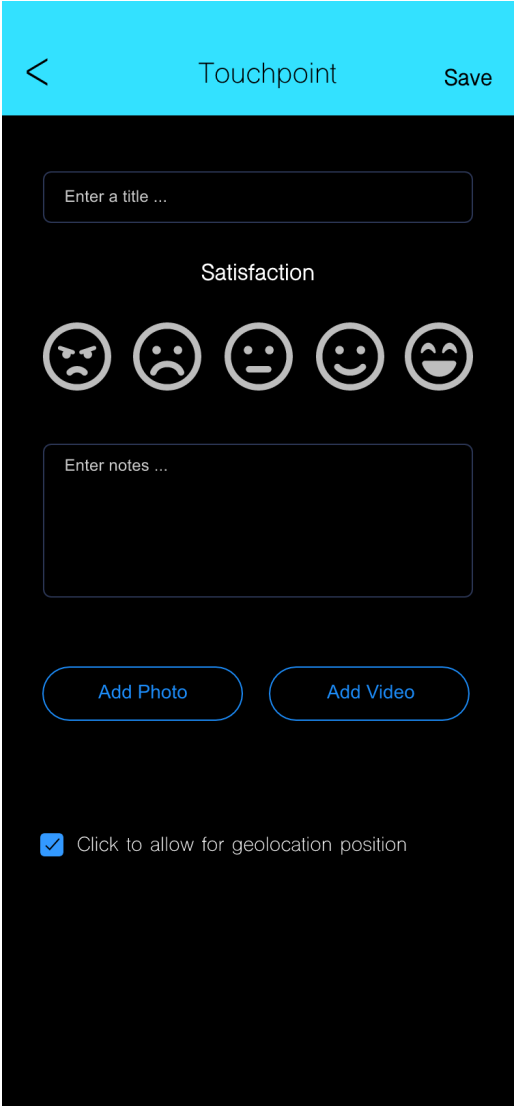 Touchpoint
Save
Enter a title ...
Satisfaction
Enter notes ...
Add Photo
Add Video
Click to allow for geolocation position